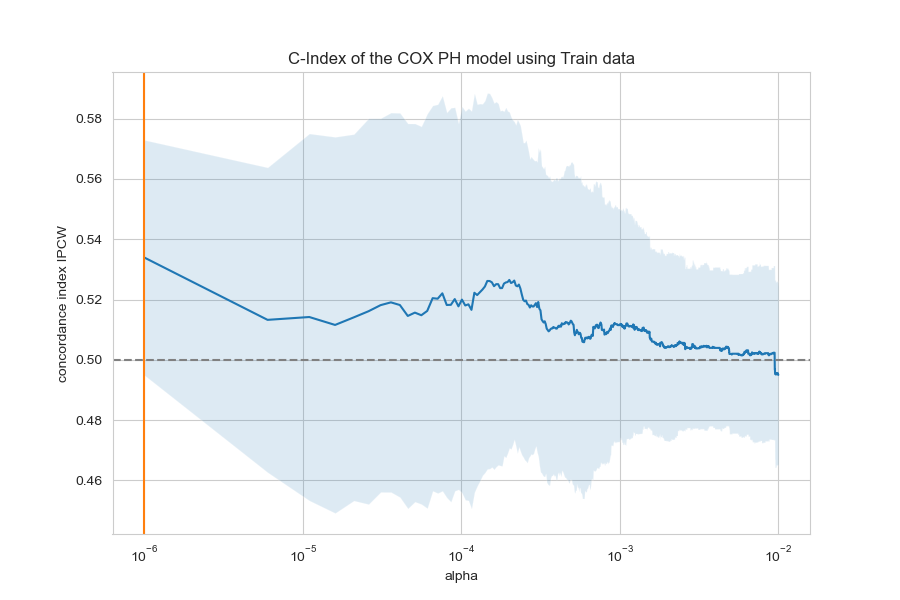 C-Index of the COX PH model using Train data
concordance index IPCW
0.58
0.56
0.54
0.52
0.50
0.48
0.46
10⁻⁶ 10⁻⁵ 10⁻⁴ 10⁻³ 10⁻²
alpha